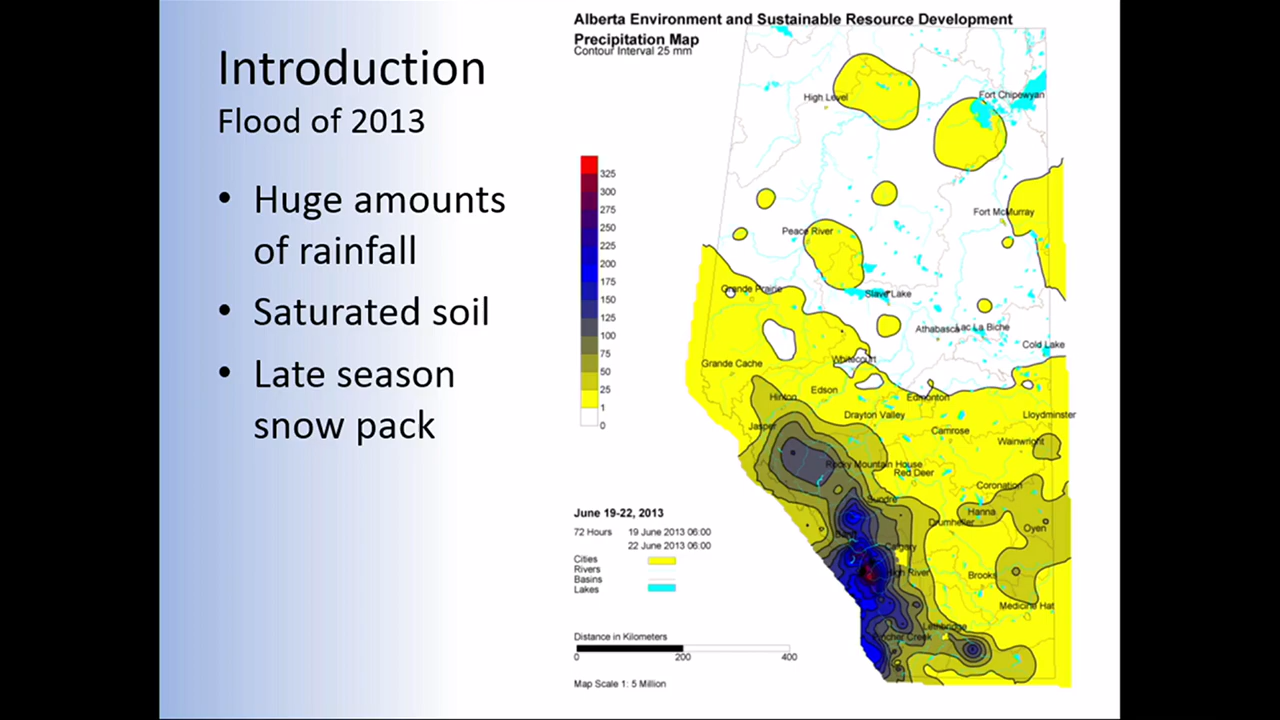 Introduction
Flood of 2013
• Huge amounts
of rainfall
• Saturated soil
• Late season
snow pack
Alberta Environment and Sustainable Resource Development
Precipitation Map
Contour Interval 25 mm
325
300
275
250
225
200
175
150
125
100
75
50
25
1
0
High Level
Fort Chipewyan
Fort McMurray
Peace River
Grande Prairie
Slave Lake
Athabasca
Lac La Biche
Cold Lake
Whitecourt
Grande Cache
Edson
Hinton
Edmonton
Drayton Valley
Lloydminster
Jasper
Camrose
Wainwright
Rocky Mountain House
Red Deer
Coronation
Sundre
Hanna
Drumheller
Oyen
Calgary
High River
Brooks
Medicine Hat
Lethbridge
Pincher Creek
June 19-22, 2013
72 Hours 19 June 2013 06:00
22 June 2013 06:00
Cities
Rivers
Basins
Lakes
Distance in Kilometers
0 200 400
Map Scale 1: 5 Million